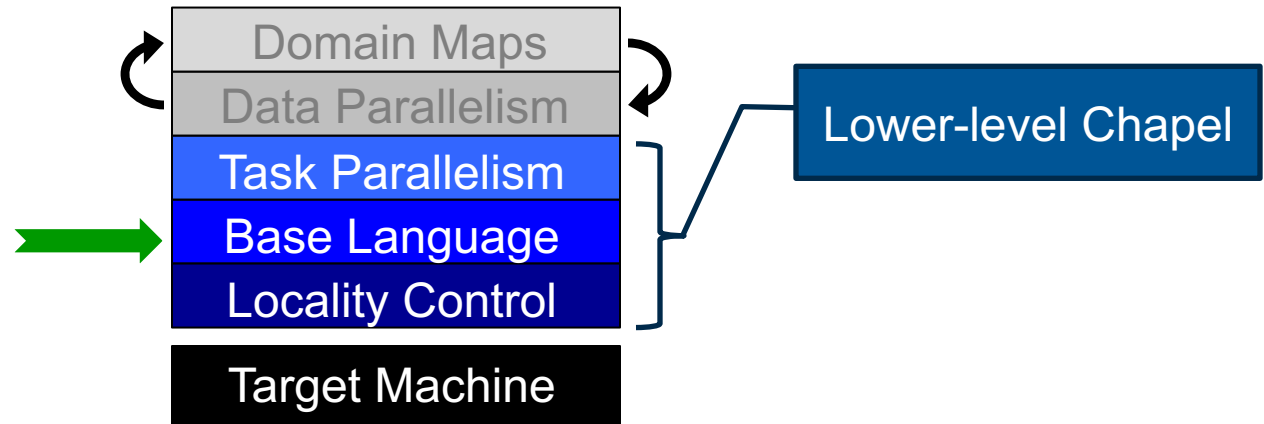 Domain Maps
Data Parallelism
Task Parallelism
Base Language
Locality Control
Target Machine
Lower-level Chapel